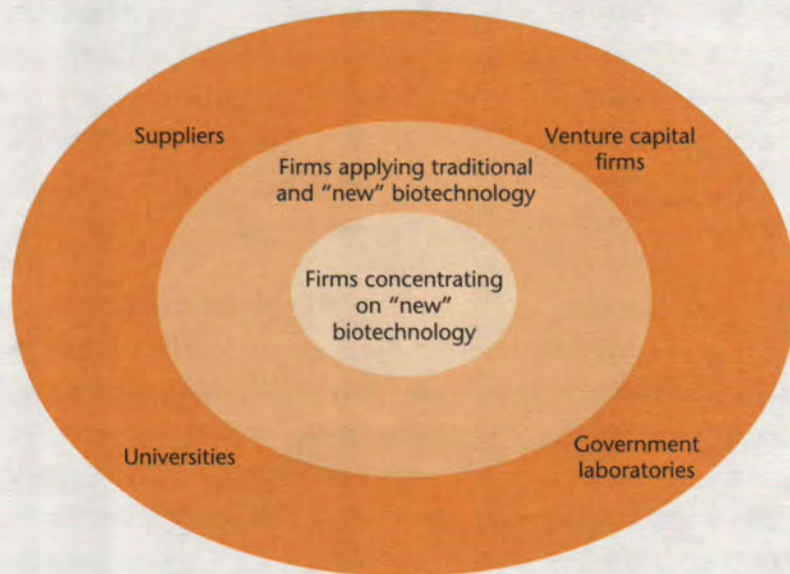 Suppliers
Venture capital
firms
Firms applying traditional
and “new” biotechnology
Firms concentrating
on “new”
biotechnology
Universities
Government
laboratories